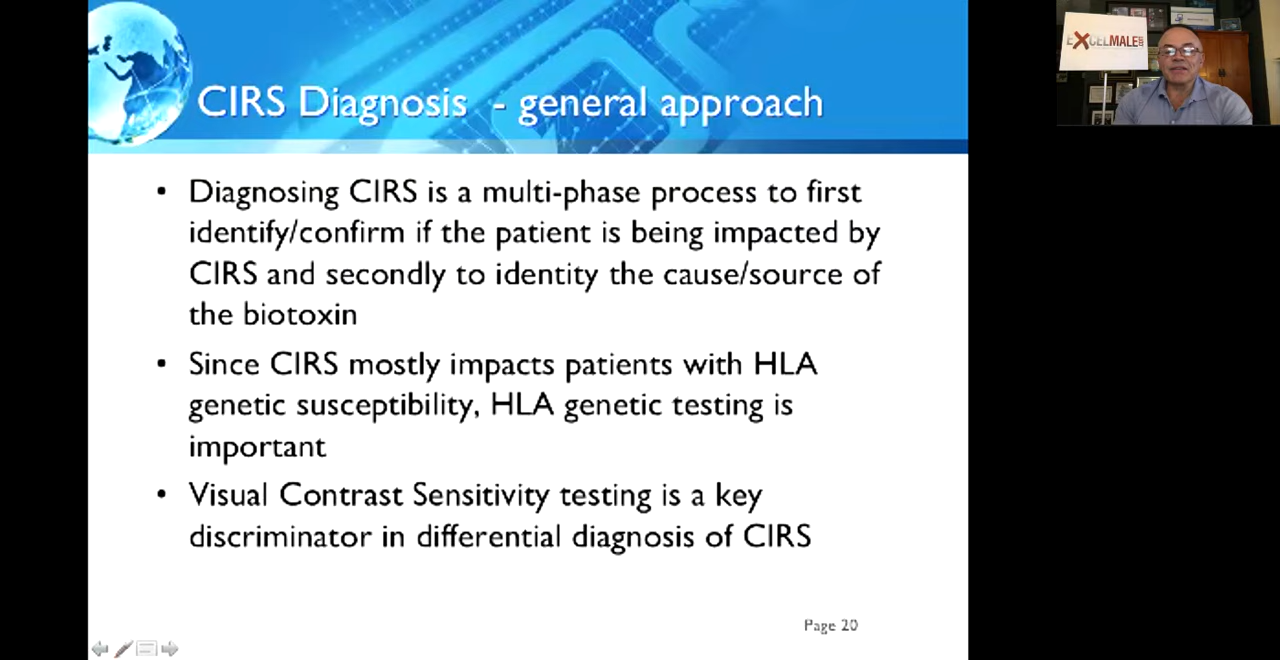 CIRS Diagnosis - general approach
EXCELMALE
• Diagnosing CIRS is a multi-phase process to first
identify/confirm if the patient is being impacted by
CIRS and secondly to identity the cause/source of
the biotoxin
• Since CIRS mostly impacts patients with HLA
genetic susceptibility, HLA genetic testing is
important
• Visual Contrast Sensitivity testing is a key
discriminator in differential diagnosis of CIRS
Page 20